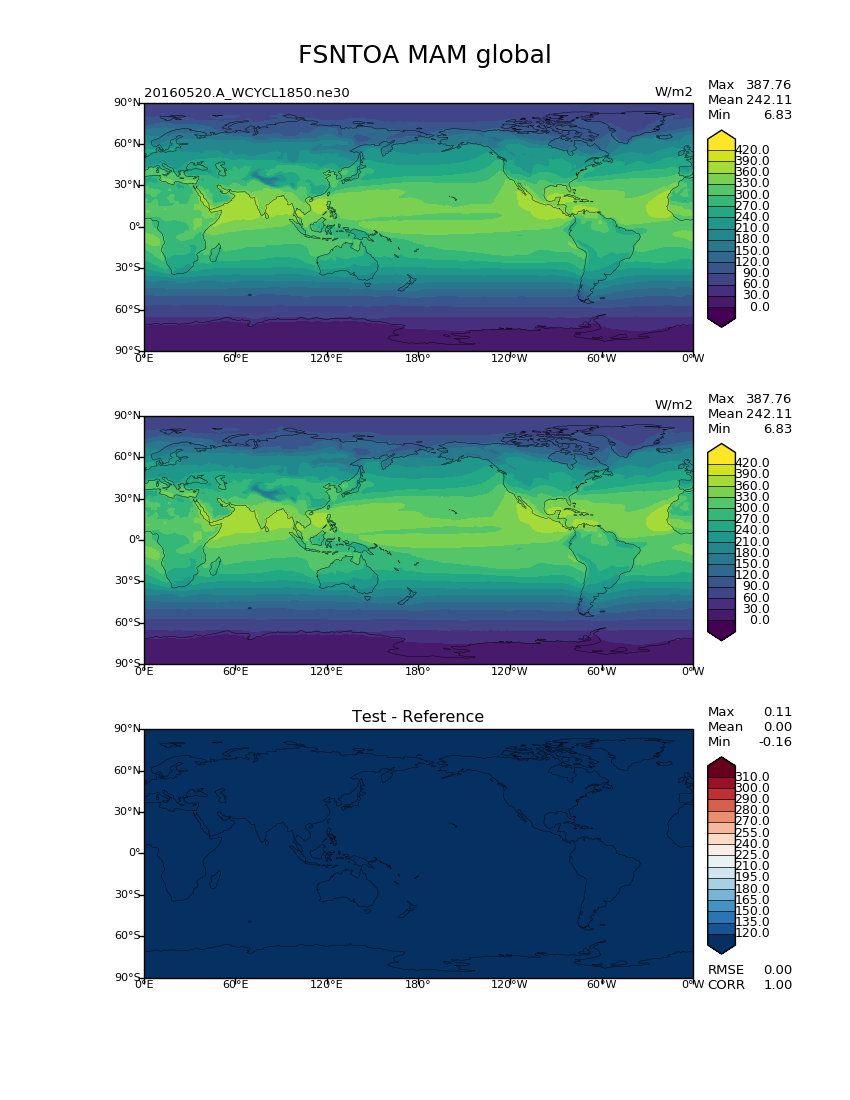 FSNTOA MAM global
20160520.A_WCYCL1850.ne30
W/m2
Max 387.76
Mean 242.11
Min 6.83
90°N
60°N
30°N
0°
30°S
60°S
90°S
0°E 60°E 120°E 180° 120°W 60°W 0°W
420.0
390.0
360.0
330.0
300.0
270.0
240.0
210.0
180.0
150.0
120.0
90.0
60.0
30.0
0.0
W/m2
Max 387.76
Mean 242.11
Min 6.83
90°N
60°N
30°N
0°
30°S
60°S
90°S
0°E 60°E 120°E 180° 120°W 60°W 0°W
420.0
390.0
360.0
330.0
300.0
270.0
240.0
210.0
180.0
150.0
120.0
90.0
60.0
30.0
0.0
Test - Reference
Max 0.11
Mean 0.00
Min -0.16
90°N
60°N
30°N
0°
30°S
60°S
90°S
0°E 60°E 120°E 180° 120°W 60°W 0°W
310.0
300.0
290.0
280.0
270.0
255.0
240.0
225.0
210.0
195.0
180.0
165.0
150.0
135.0
120.0
RMSE 0.00
CORR 1.00